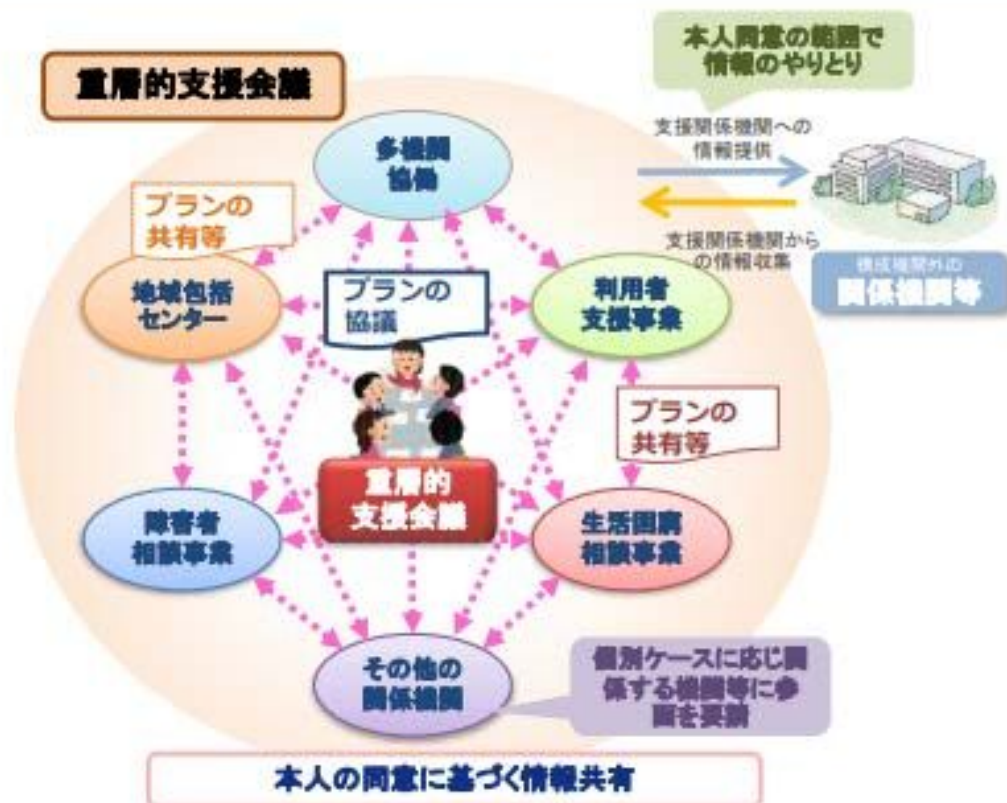 重層的支援会議
本人同意の範囲で
情報のやりとり
支援関係機関への
情報提供
支援関係機関から
の情報収集
構成機関外の
関係機関等
多機関
協働
プランの
共有等
地域包括
センター
プランの
協議
利用者
支援事業
プランの
共有等
重層的
支援会議
障害者
相談事業
生活困窮
相談事業
その他の
関係機関
個別ケースに応じ関
係する機関等に参
画を要請
本人の同意に基づく情報共有